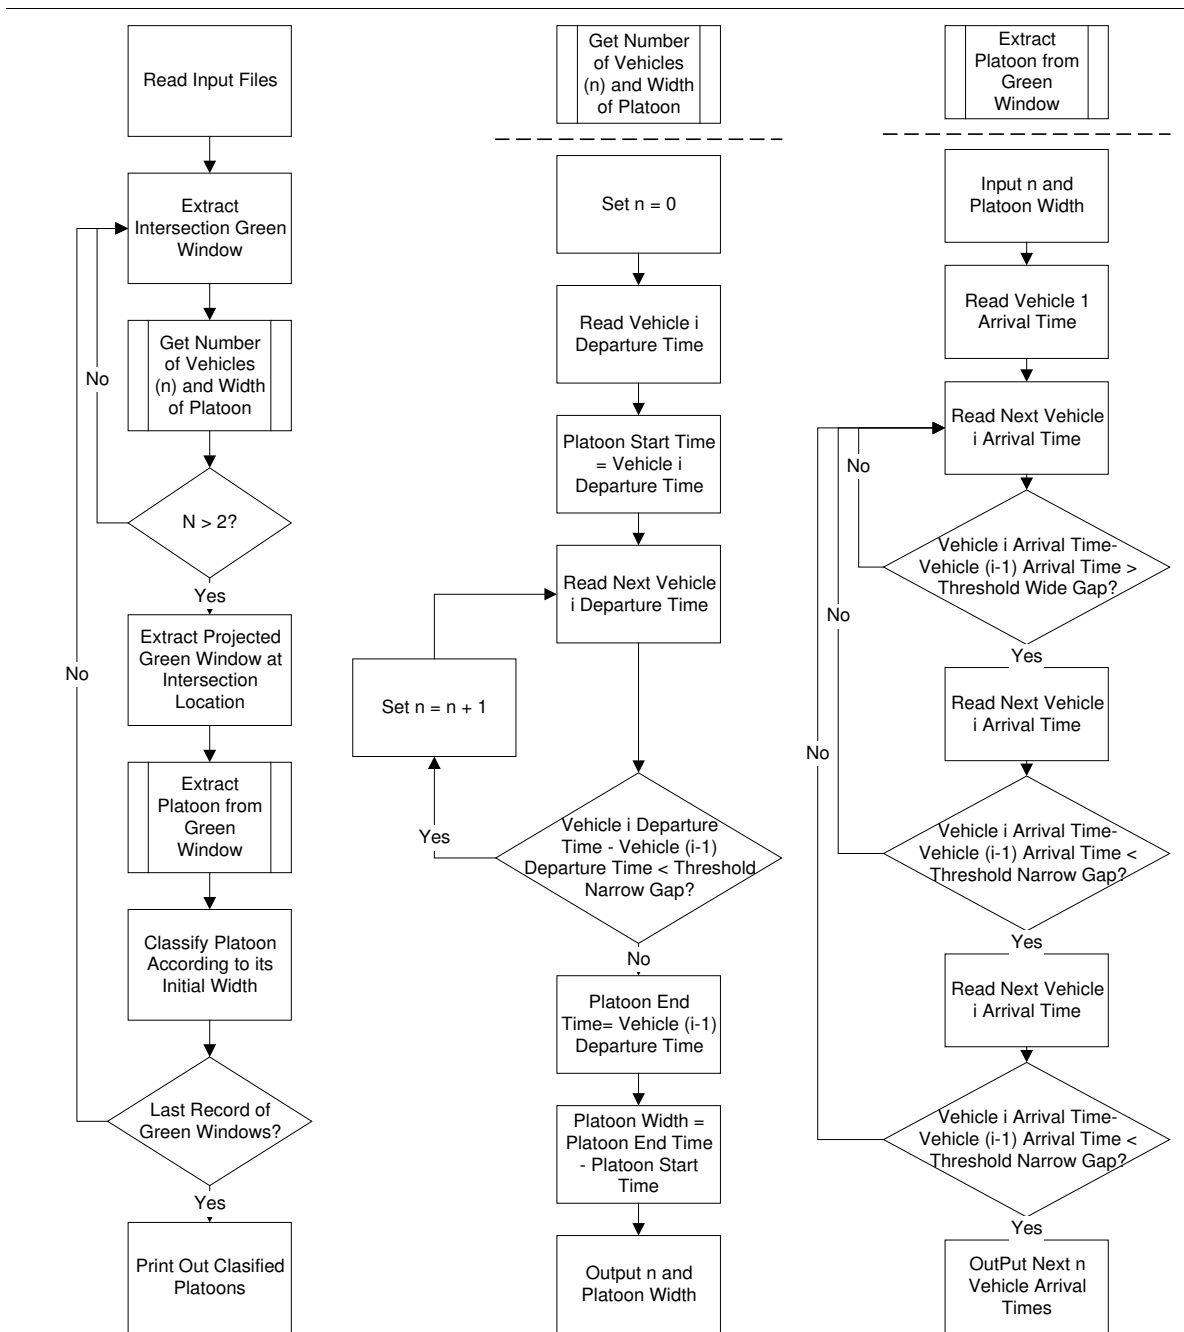 Read Input Files
Extract
Intersection Green
Window
Get Number
of Vehicles
(n) and Width
of Platoon
No
N > 2?
Yes
Extract Projected
Green Window at
Intersection
Location
No
Extract
Platoon from
Green
Window
Classify Platoon
According to its
Initial Width
Last Record of
Green Windows?
Yes
Print Out Clasified
Platoons
Get Number
of Vehicles
(n) and Width
of Platoon
Set n = 0
Read Vehicle i
Departure Time
Platoon Start Time
= Vehicle i
Departure Time
Read Next Vehicle
i Departure Time
Set n = n + 1
Yes
Vehicle i Departure
Time - Vehicle (i-1)
Departure Time < Threshold
Narrow Gap?
No
Platoon End
Time= Vehicle (i-1)
Departure Time
Platoon Width =
Platoon End Time
- Platoon Start
Time
Output n and
Platoon Width
Extract
Platoon from
Green
Window
Input n and
Platoon Width
Read Vehicle 1
Arrival Time
Read Next Vehicle
i Arrival Time
No
Vehicle i Arrival Time-
Vehicle (i-1) Arrival Time >
Threshold Wide Gap?
No
Yes
Read Next Vehicle
i Arrival Time
No
Vehicle i Arrival Time-
Vehicle (i-1) Arrival Time <
Threshold Narrow Gap?
Yes
Read Next Vehicle
i Arrival Time
Vehicle i Arrival Time-
Vehicle (i-1) Arrival Time <
Threshold Narrow Gap?
Yes
OutPut Next n
Vehicle Arrival
Times